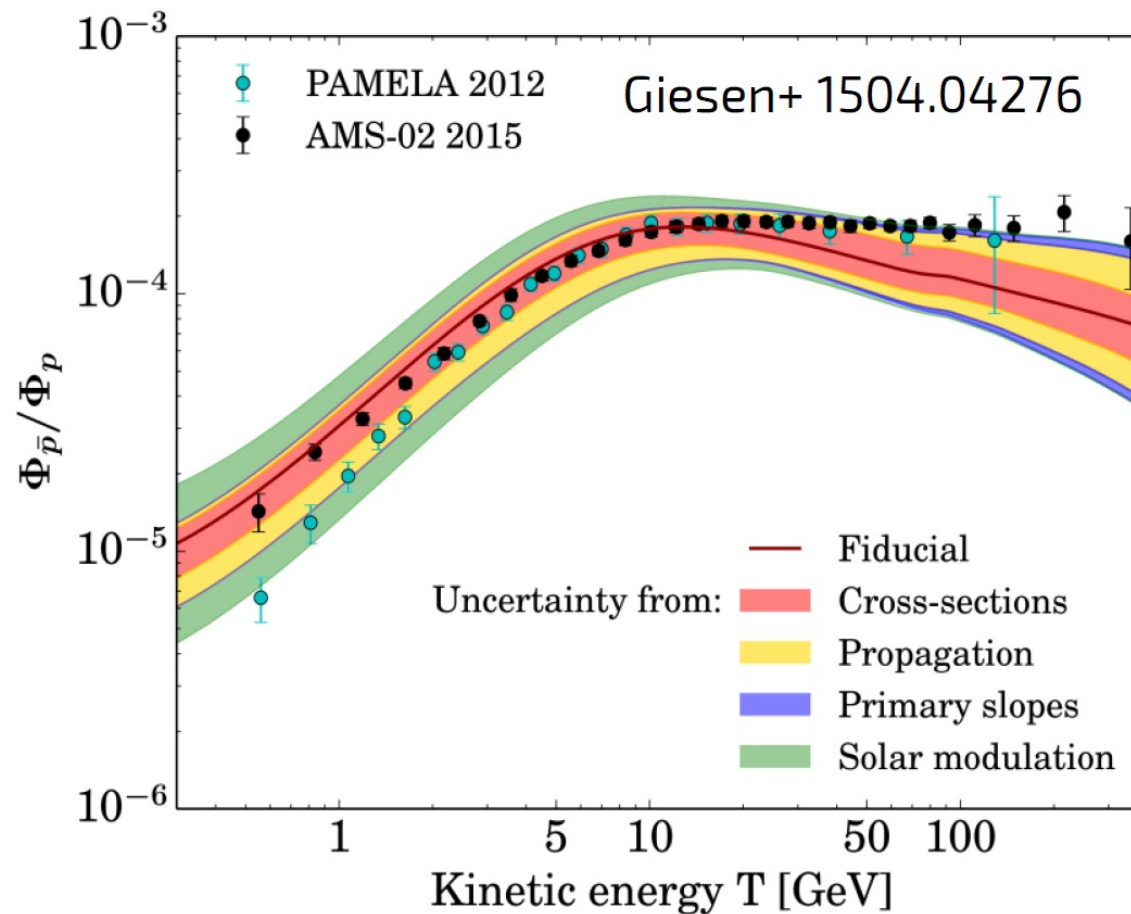 10⁻³
PAMELA 2012
AMS-02 2015
Giesen+ 1504.04276
10⁻⁴
Φp̄/Φp
10⁻⁵
Fiducial
Uncertainty from:
Cross-sections
Propagation
Primary slopes
Solar modulation
10⁻⁶
1 5 10 50 100
Kinetic energy T [GeV]